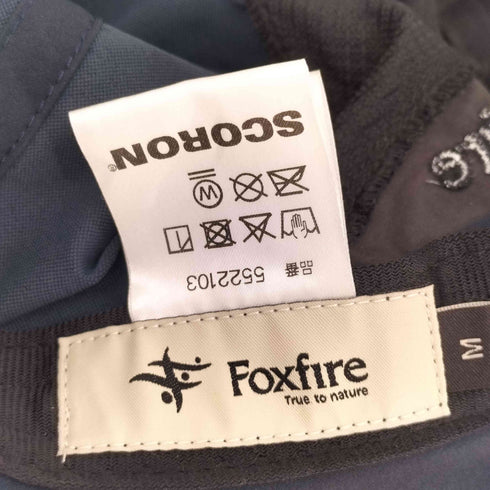 SCORON®
W
品番 5522103
Foxfire
True to nature
M